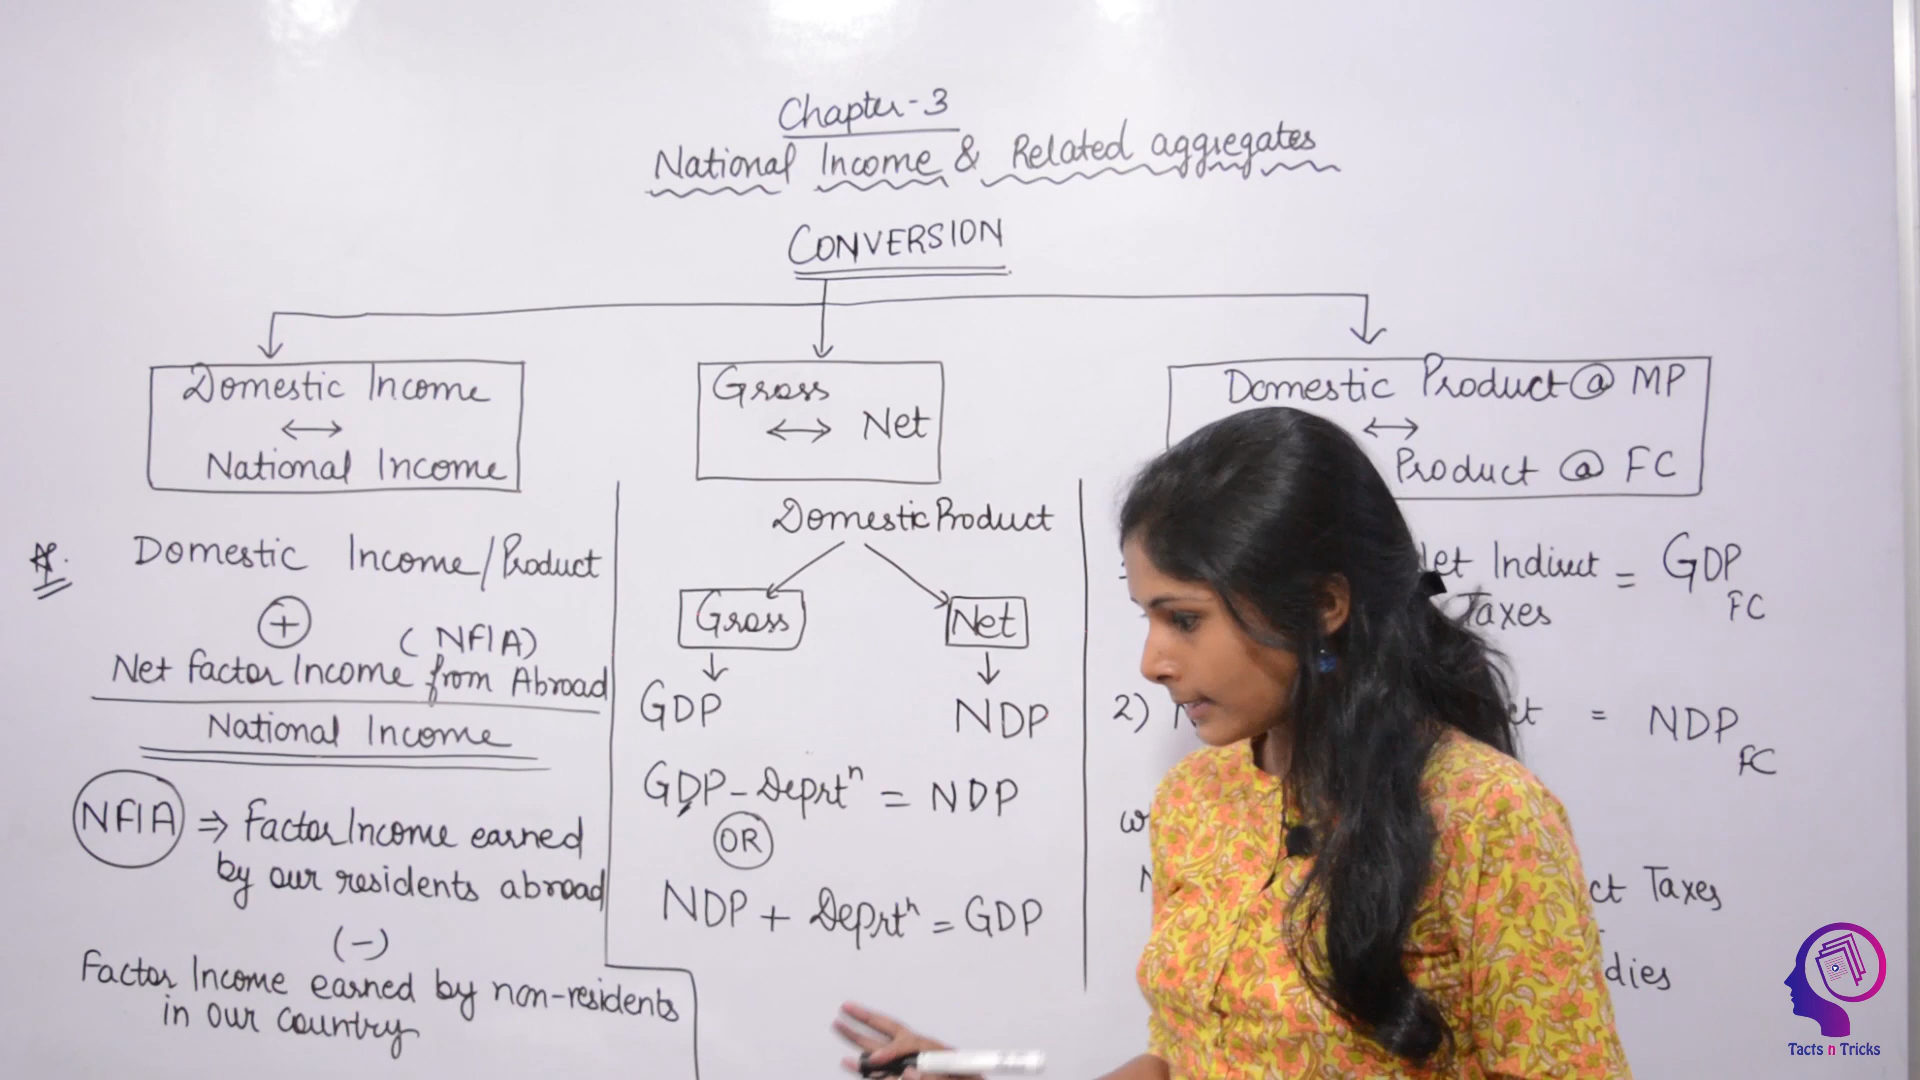 Chapter-3
National Income & Related aggregates
CONVERSION
Domestic Income
↔
National Income
Gross
↔ Net
Domestic Product @ MP
↔
Product @ FC
Domestic Income/Product
+
(NFIA)
Net factor Income from Abroad
National Income
NFIA ⇒ Factor Income earned
by our residents abroad
(-)
Factor Income earned by non-residents
in our country
Domestic Product
Gross
Net
GDP
NDP
GDP - Deprtⁿ = NDP
OR
NDP + Deprtⁿ = GDP
Indirect = GDP
FC
Taxes
2) = NDP
FC
Taxes
Tacts n Tricks